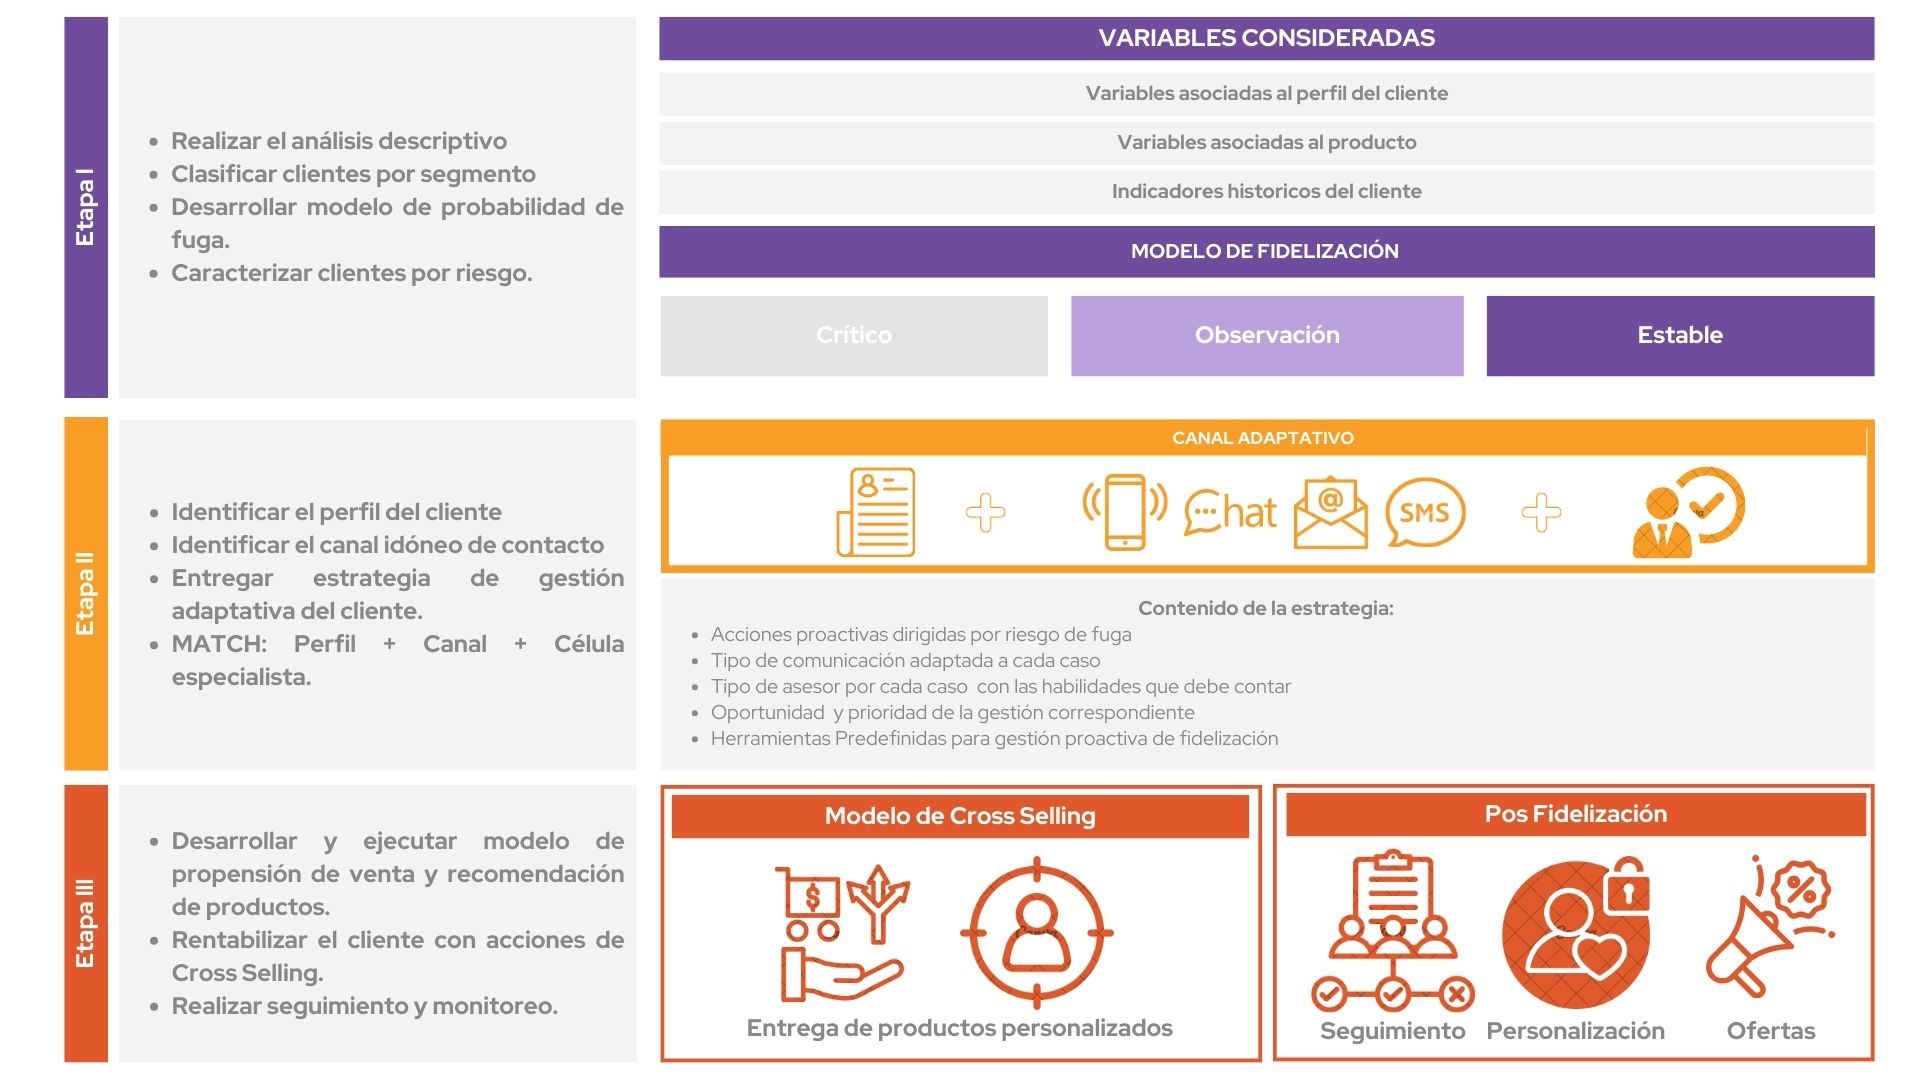 Etapa I
• Realizar el análisis descriptivo
• Clasificar clientes por segmento
• Desarrollar modelo de probabilidad de
fuga.
• Caracterizar clientes por riesgo.
VARIABLES CONSIDERADAS
Variables asociadas al perfil del cliente
Variables asociadas al producto
Indicadores historicos del cliente
MODELO DE FIDELIZACIÓN
Crítico
Observación
Estable
Etapa II
• Identificar el perfil del cliente
• Identificar el canal idóneo de contacto
• Entregar estrategia de gestión
adaptativa del cliente.
• MATCH: Perfil + Canal + Célula
especialista.
CANAL ADAPTATIVO
Chat
@
SMS
Contenido de la estrategia:
• Acciones proactivas dirigidas por riesgo de fuga
• Tipo de comunicación adaptada a cada caso
• Tipo de asesor por cada caso con las habilidades que debe contar
• Oportunidad y prioridad de la gestión correspondiente
• Herramientas Predefinidas para gestión proactiva de fidelización
Etapa III
• Desarrollar y ejecutar modelo de
propensión de venta y recomendación
de productos.
• Rentabilizar el cliente con acciones de
Cross Selling.
• Realizar seguimiento y monitoreo.
Modelo de Cross Selling
$
Entrega de productos personalizados
Pos Fidelización
%
Seguimiento
Personalización
Ofertas